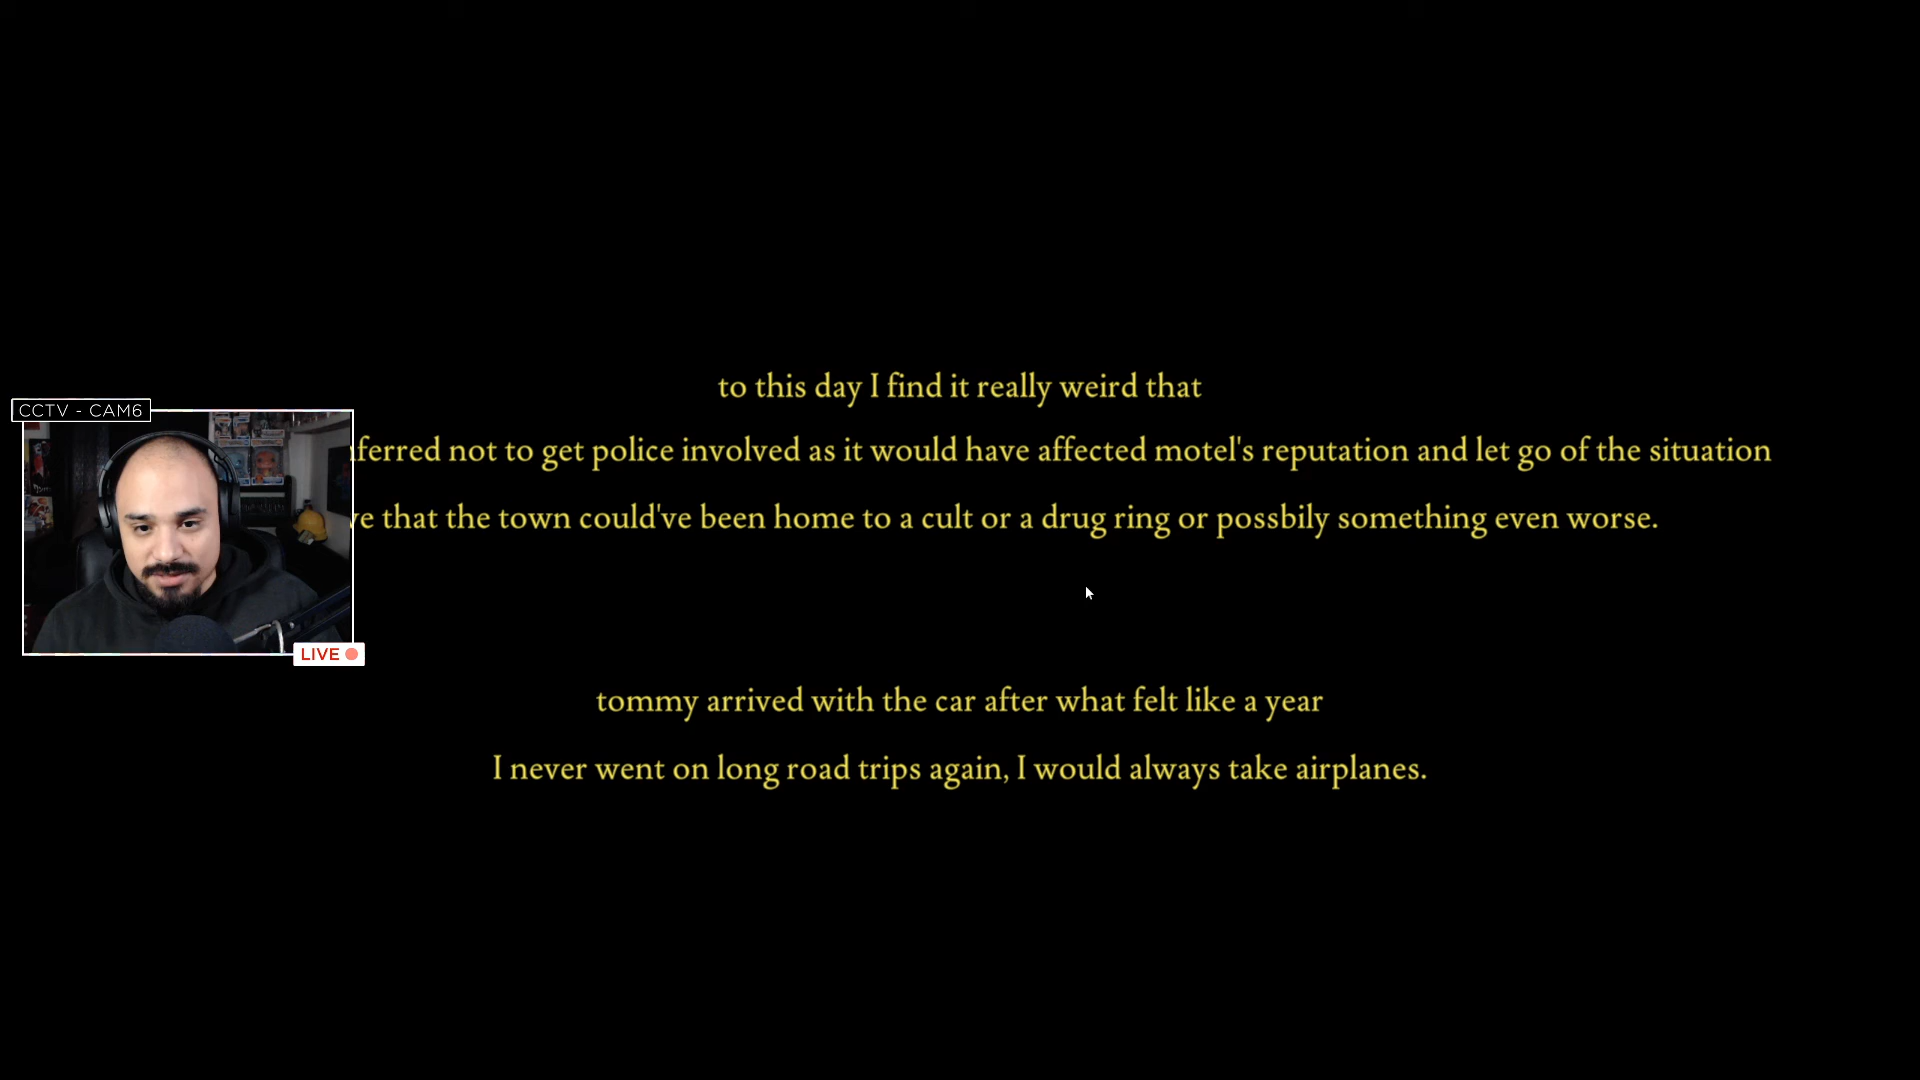 to this day I find it really weird that
CCTV - CAM6
not to get police involved as it would have affected motel's reputation and let go of the situation
that the town could've been home to a cult or a drug ring or possbily something even worse.
LIVE
tommy arrived with the car after what felt like a year
I never went on long road trips again, I would always take airplanes.